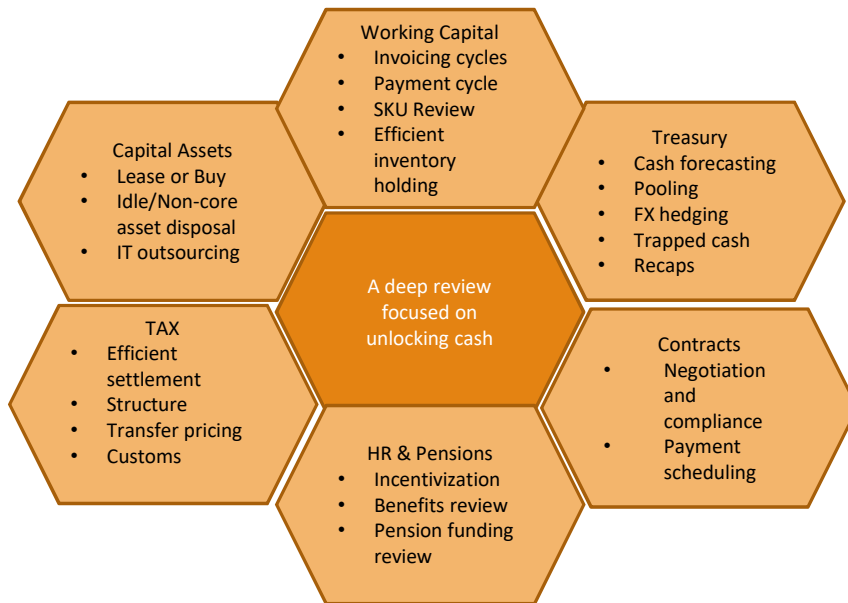 Working Capital
• Invoicing cycles
• Payment cycle
• SKU Review
• Efficient
inventory
holding
Capital Assets
• Lease or Buy
• Idle/Non-core
asset disposal
• IT outsourcing
Treasury
• Cash forecasting
• Pooling
• FX hedging
• Trapped cash
• Recaps
A deep review
focused on
unlocking cash
TAX
• Efficient
settlement
• Structure
• Transfer pricing
• Customs
Contracts
• Negotiation
and
compliance
• Payment
scheduling
HR & Pensions
• Incentivization
• Benefits review
• Pension funding
review